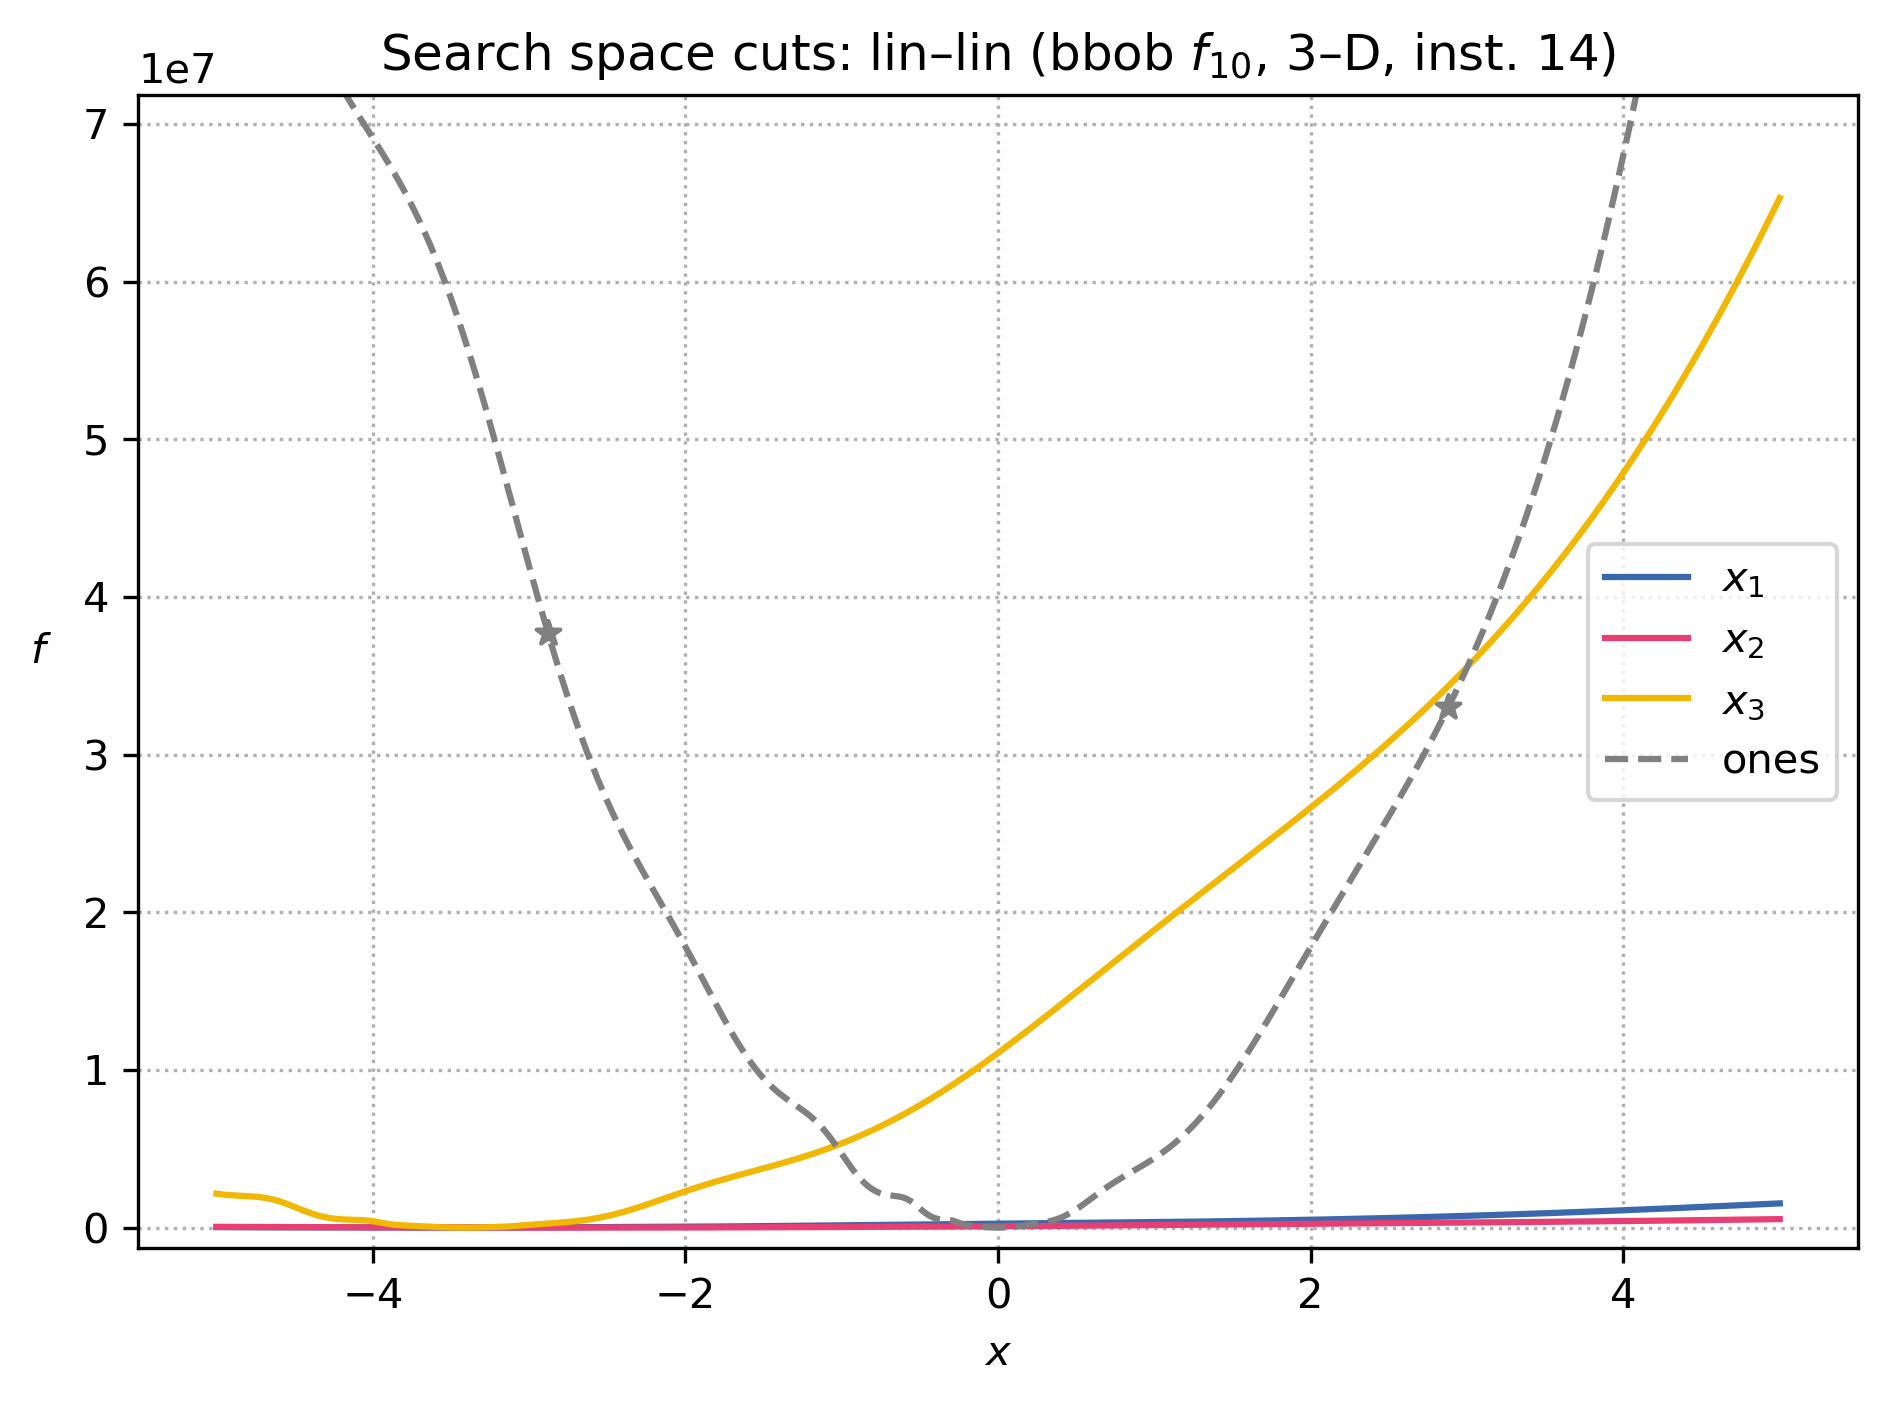 Search space cuts: lin–lin (bbob f₁₀, 3–D, inst. 14)
1e7
7
6
5
4
3
2
1
0
f
x₁
x₂
x₃
ones
−4
−2
0
2
4
x